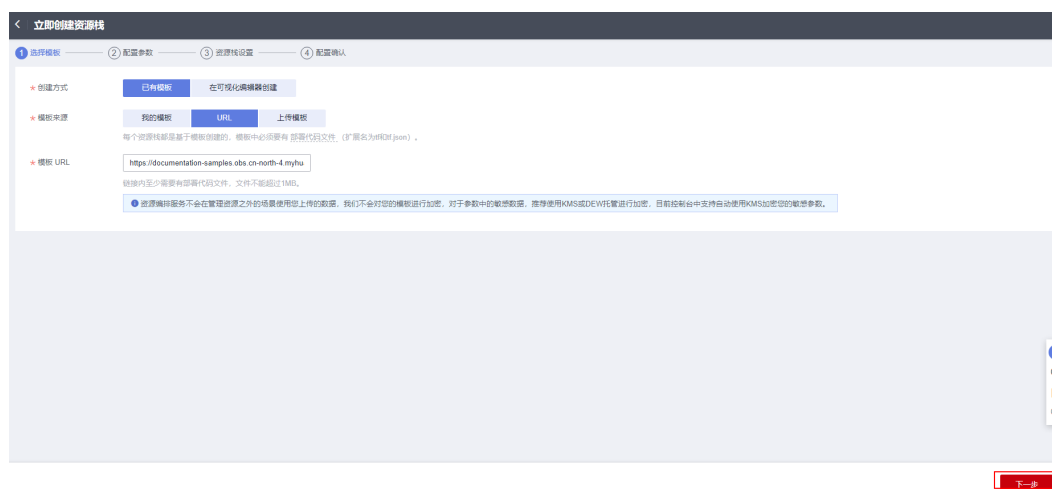 < 立即创建资源栈
1 选择模板 2 配置参数 3 资源栈设置 4 配置确认
★ 创建方式 已有模板 在可视化编辑器创建
★ 模板来源 我的模板 URL 上传模板
每个资源栈都是基于模板创建的，模板中必须要有 部署代码文件 （扩展名为tf和tf.json）。
★ 模板 URL https://documentation-samples.obs.cn-north-4.myhu
链接内至少需要有部署代码文件，文件不能超过1MB。
资源编排服务不会在管理资源之外的场景使用您上传的数据，我们不会对您的模板进行加密，对于参数中的敏感数据，推荐使用KMS或DEW托管进行加密，目前控制台中支持自动使用KMS加密您的敏感参数。
下一步